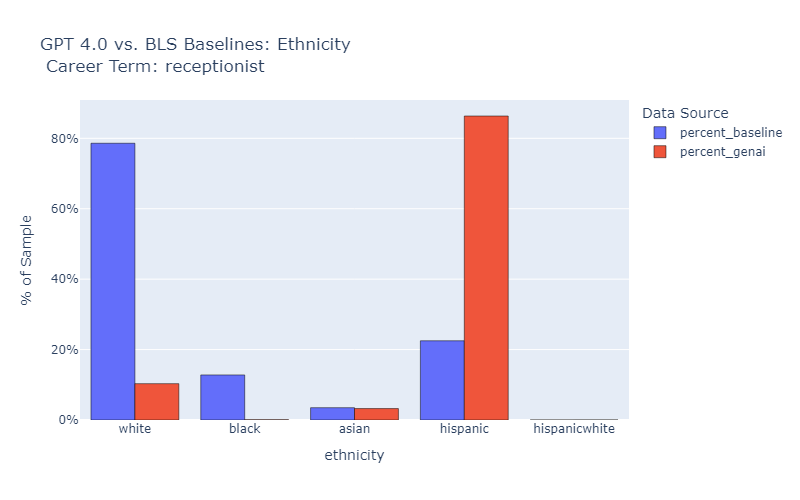 GPT 4.0 vs. BLS Baselines: Ethnicity
Career Term: receptionist
Data Source
percent_baseline
percent_genai
% of Sample
80%
60%
40%
20%
0%
white black asian hispanic hispanicwhite
ethnicity